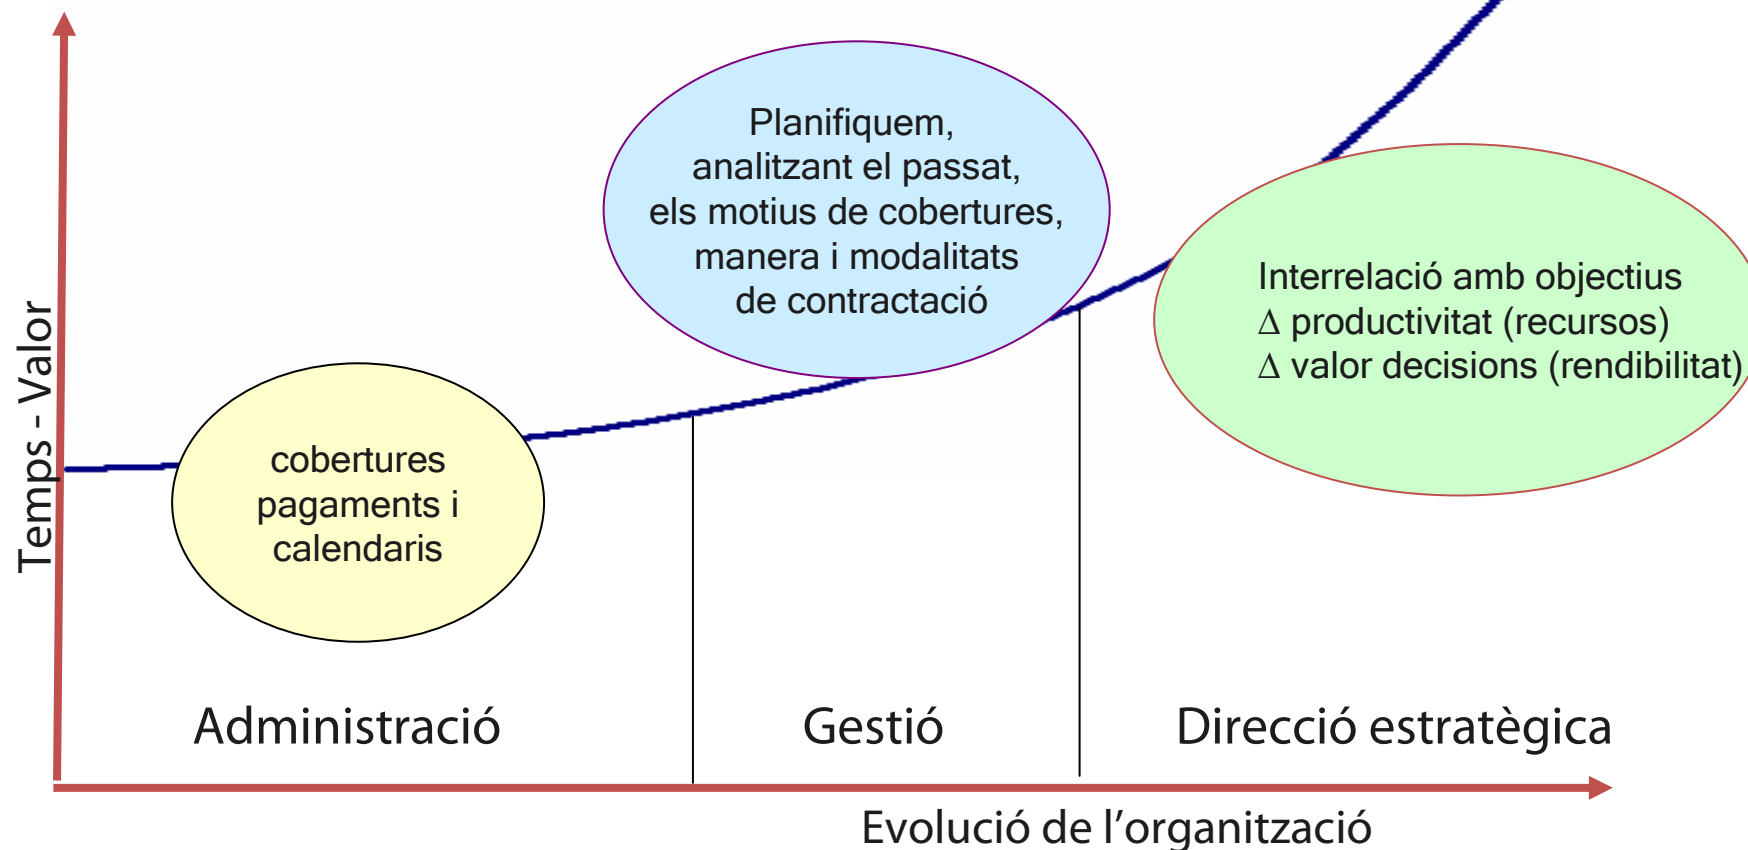 Planifiquem,
analitzant el passat,
els motius de cobertures,
manera i modalitats
de contractació
Interrelació amb objectius
Δ productivitat (recursos)
Δ valor decisions (rendibilitat)
Temps - Valor
cobertures
pagaments i
calendaris
Administració
Gestió
Direcció estratègica
Evolució de l’organització